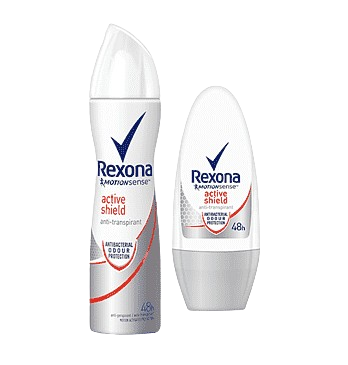 Rexona
MOTIONsense
active
shield
anti-transpirant
ANTIBACTERIAL
ODOUR
PROTECTION
48h
Rexona
MOTIONsense
active
shield
anti-transpirant
ANTIBACTERIAL
ODOUR
PROTECTION
48h